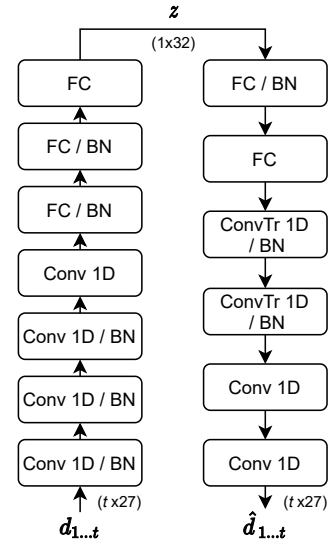 z
(1x32)
FC
FC / BN
FC / BN
Conv 1D
Conv 1D / BN
Conv 1D / BN
Conv 1D / BN
(t x27)
d1...t
FC / BN
FC
ConvTr 1D
/ BN
ConvTr 1D
/ BN
Conv 1D
Conv 1D
(t x27)
d̂1...t